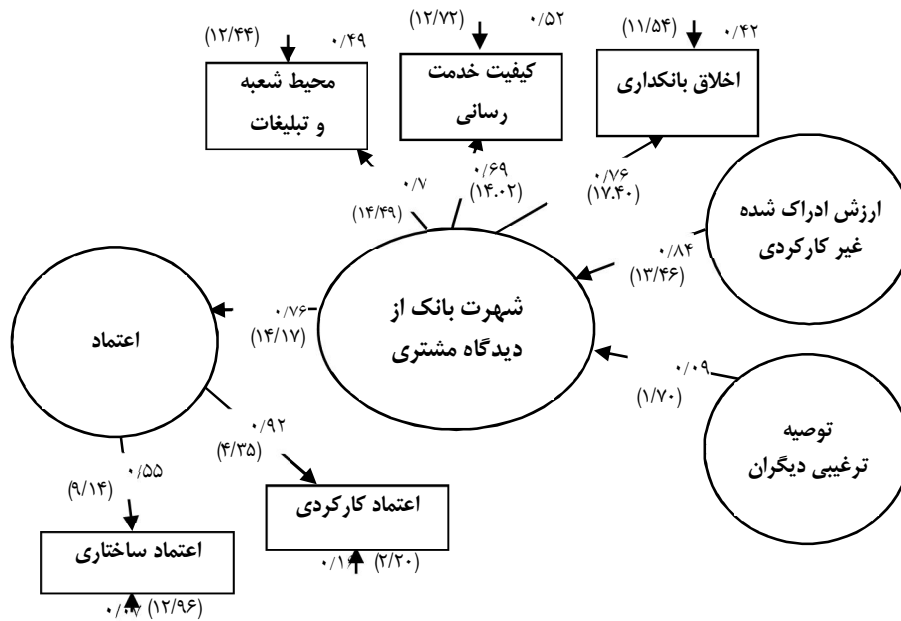 (۱۲/۴۴) ۰/۴۹
(۱۲/۷۲) ۰/۵۲
(۱۱/۵۴) ۰/۴۲
محیط شعبه
و تبلیغات
کیفیت خدمت
رسانی
اخلاق بانکداری
۰/۷
(۱۴/۴۹)
۰/۶۹
(۱۴.۰۲)
۰/۷۶
(۱۷.۴۰)
ارزش ادراک شده
غیر کارکردی
۰/۸۴
(۱۳/۴۶)
شهرت بانک از
دیدگاه مشتری
۰/۷۶
(۱۴/۱۷)
اعتماد
۰/۰۹
(۱/۷۰)
توصیه
ترغیبی دیگران
۰/۹۲
(۴/۳۵)
۰/۵۵
(۹/۱۴)
اعتماد کارکردی
(۲/۲۰)
اعتماد ساختاری
(۱۲/۹۶)